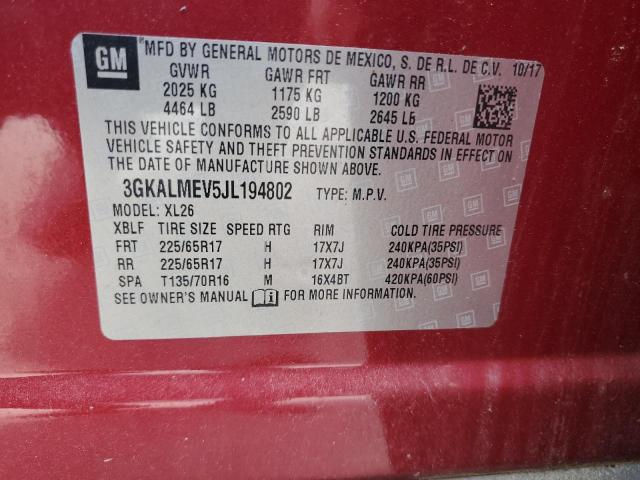 GM
MFD BY GENERAL MOTORS DE MEXICO, S. DE R.L. DE C.V. 10/17
GVWR GAWR FRT GAWR RR
2025 KG 1175 KG 1200 KG
4464 LB 2590 LB 2645 LB
THIS VEHICLE CONFORMS TO ALL APPLICABLE U.S. FEDERAL MOTOR
VEHICLE SAFETY AND THEFT PREVENTION STANDARDS IN EFFECT ON
THE DATE OF MANUFACTURE SHOWN ABOVE.
3GKALMEV5JL194802 TYPE: M.P.V.
MODEL: XL26
XBLF TIRE SIZE SPEED RTG RIM COLD TIRE PRESSURE
FRT 225/65R17 H 17X7J 240KPA(35PSI)
RR 225/65R17 H 17X7J 240KPA(35PSI)
SPA T135/70R16 M 16X4BT 420KPA(60PSI)
SEE OWNER'S MANUAL i FOR MORE INFORMATION.